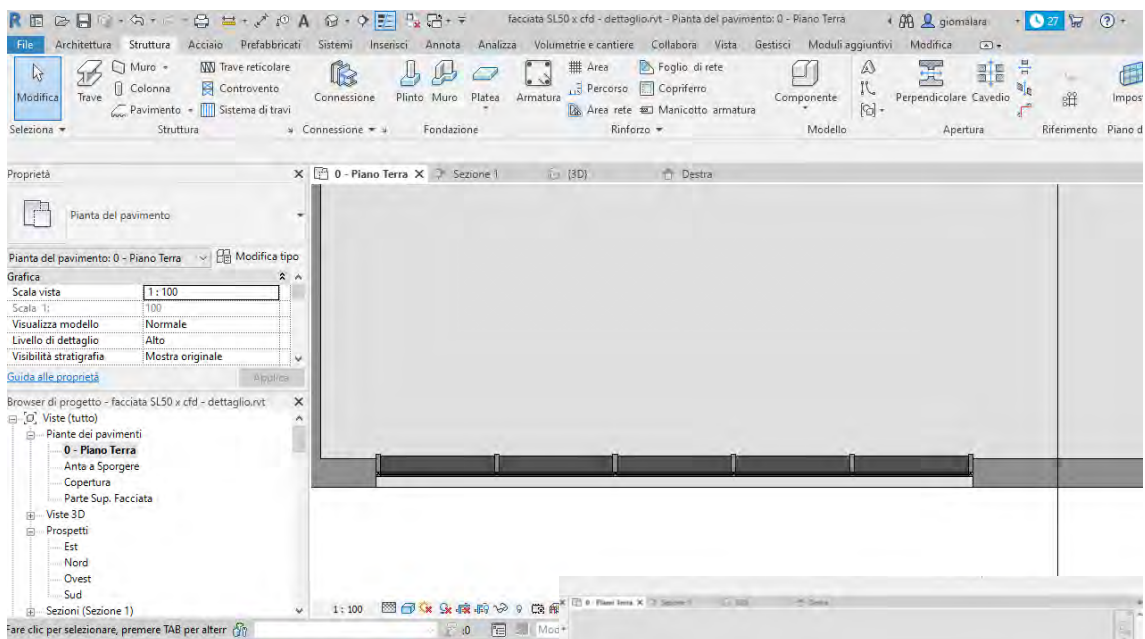 facciata SL50 x cfd - dettaglio.rvt - Pianta del pavimento: 0 - Piano Terra giomalara 27
File Architettura Struttura Acciaio Prefabbricati Sistemi Inserisci Annota Analizza Volumetrie e cantiere Collabora Vista Gestisci Moduli aggiuntivi Modifica
Muro Trave reticolare Area Foglio di rete
Colonna Controvento Percorso Copriferro
Modifica Trave Connessione Plinto Muro Platea Armatura Componente Perpendicolare Cavedio Impos
Pavimento Sistema di travi Area rete Manicotto armatura
Seleziona Struttura Connessione Fondazione Rinforzo Modello Apertura Riferimento Piano d
Proprietà X 0 - Piano Terra X Sezione 1 {3D} Destra
Pianta del pavimento
Pianta del pavimento: 0 - Piano Terra Modifica tipo
Grafica
Scala vista 1 : 100
Scala 1: 100
Visualizza modello Normale
Livello di dettaglio Alto
Visibilità stratigrafia Mostra originale
Guida alle proprietà Applica
Browser di progetto - facciata SL50 x cfd - dettaglio.rvt X
Viste (tutto)
Piante dei pavimenti
0 - Piano Terra
Anta a Sporgere
Copertura
Parte Sup. Facciata
Viste 3D
Prospetti
Est
Nord
Ovest
Sud
Sezioni (Sezione 1)
1 : 100
0 - Piano Terra X
Fare clic per selezionare, premere TAB per alterr :0 Mod